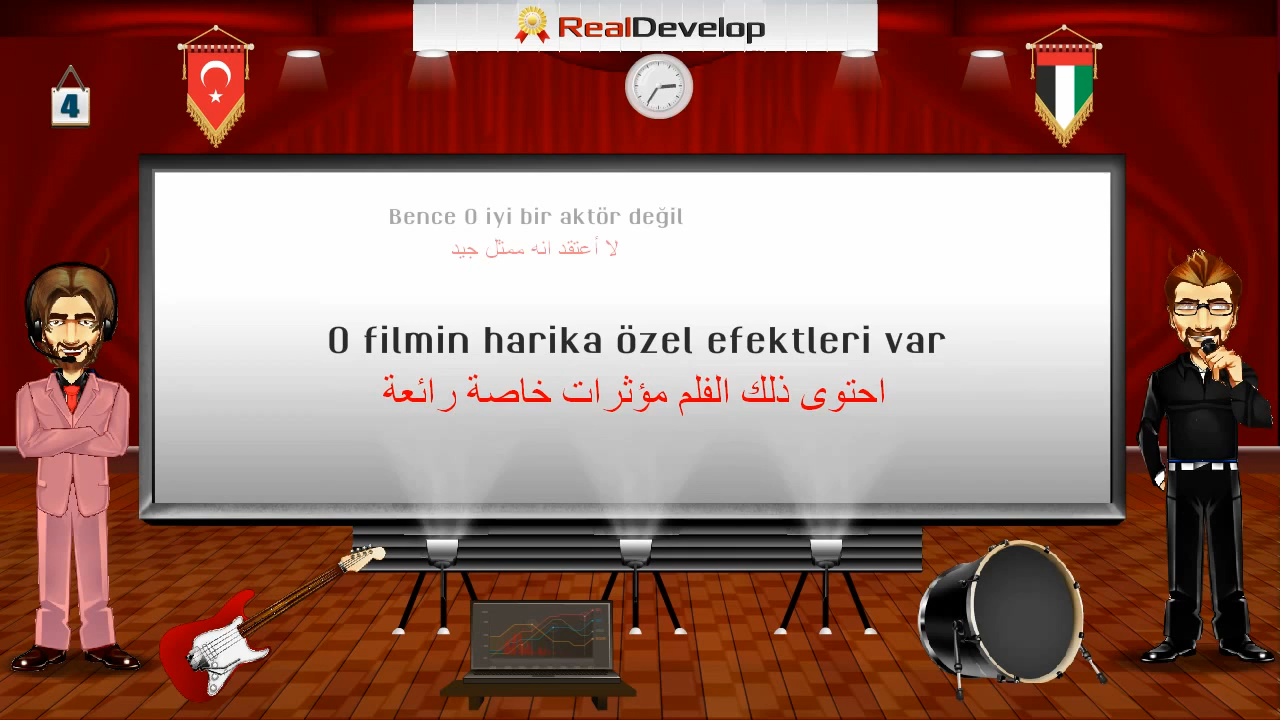 RealDevelop
4
Bence O iyi bir aktör değil
لا أعتقد انه ممثل جيد
O filmin harika özel efektleri var
احتوى ذلك الفلم مؤثرات خاصة رائعة